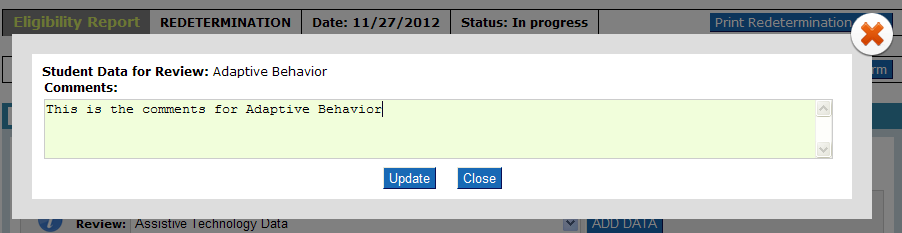 Eligibility Report REDETERMINATION Date: 11/27/2012 Status: In progress Print Redetermination
rm
Student Data for Review: Adaptive Behavior
Comments:
This is the comments for Adaptive Behavior
Update Close
Review: Assistive Technology Data ADD DATA